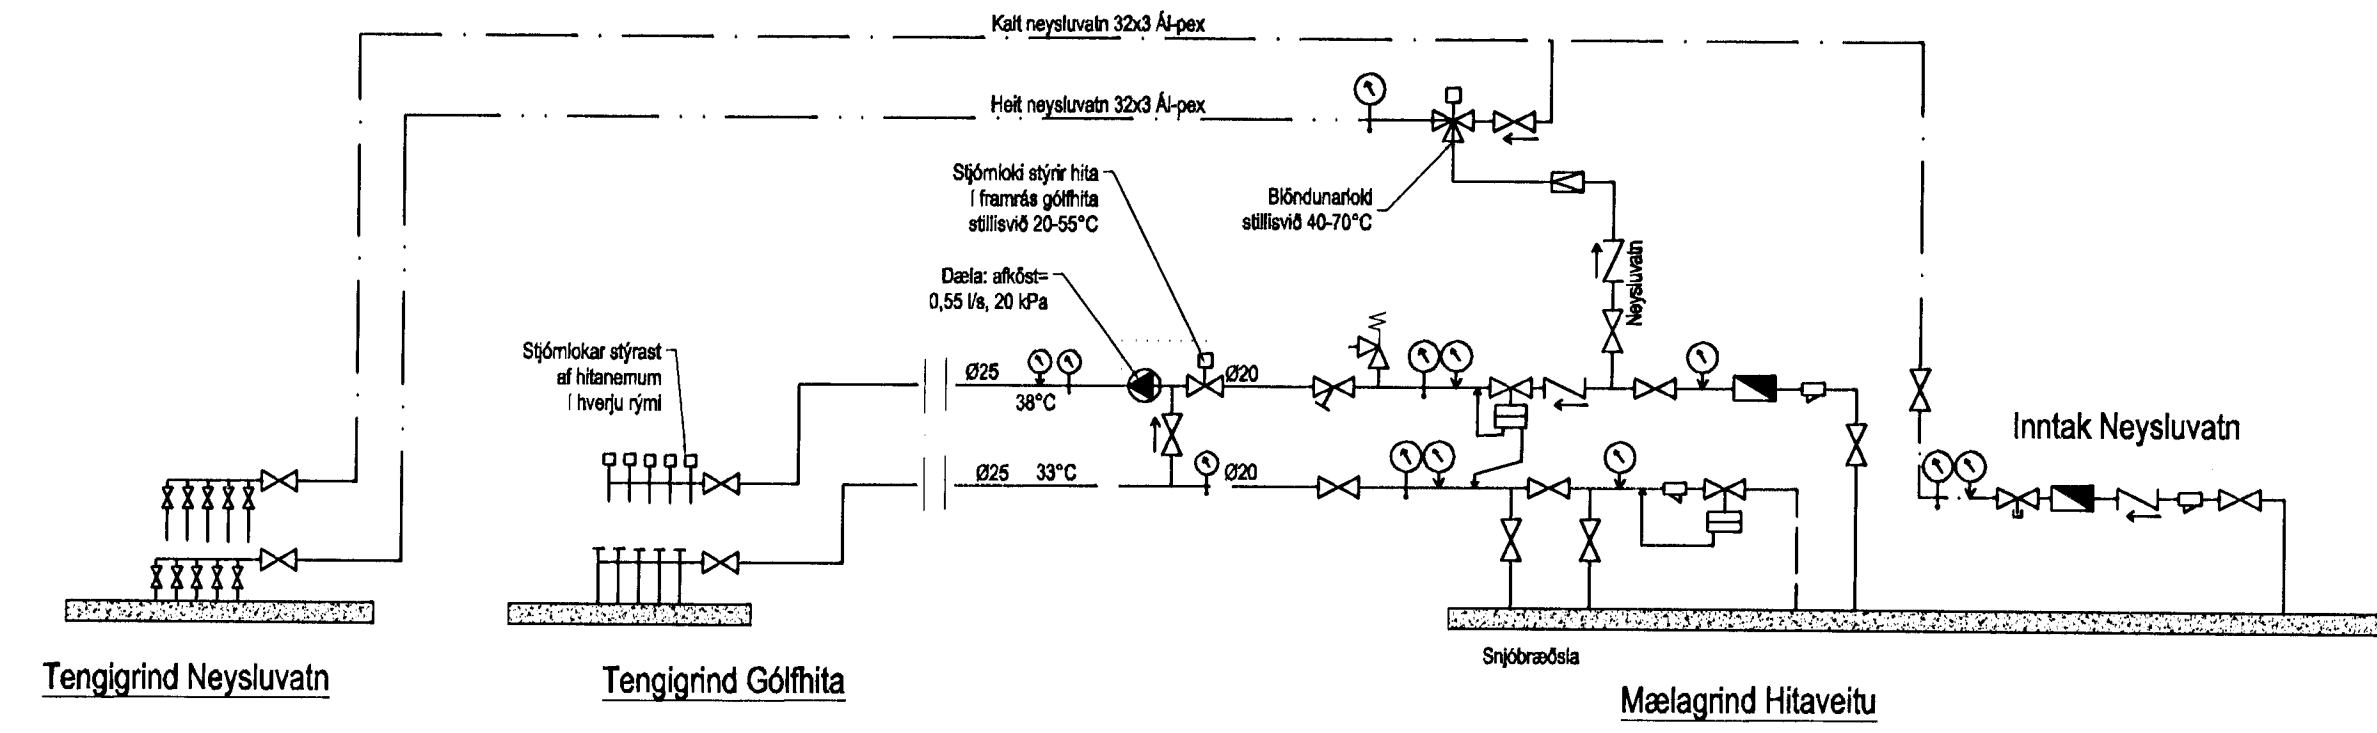 Kalt neysluvatn 32x3 Ál-pex
Heit neysluvatn 32x3 Ál-pex
Stjórnloki stýrir hita
í framrás gólfhita
stillisvið 20-55°C
Blöndunarloki
stillisvið 40-70°C
Dæla: afköst=
0,55 l/s, 20 kPa
Neysluvatn
Stjórnlokar stýrast
af hitanemum
í hverju rými
Ø25
38°C
Ø20
Inntak Neysluvatn
Ø25
33°C
Ø20
Snjóbræðsla
Tengigrind Neysluvatn
Tengigrind Gólfhita
Mælagrind Hitaveitu